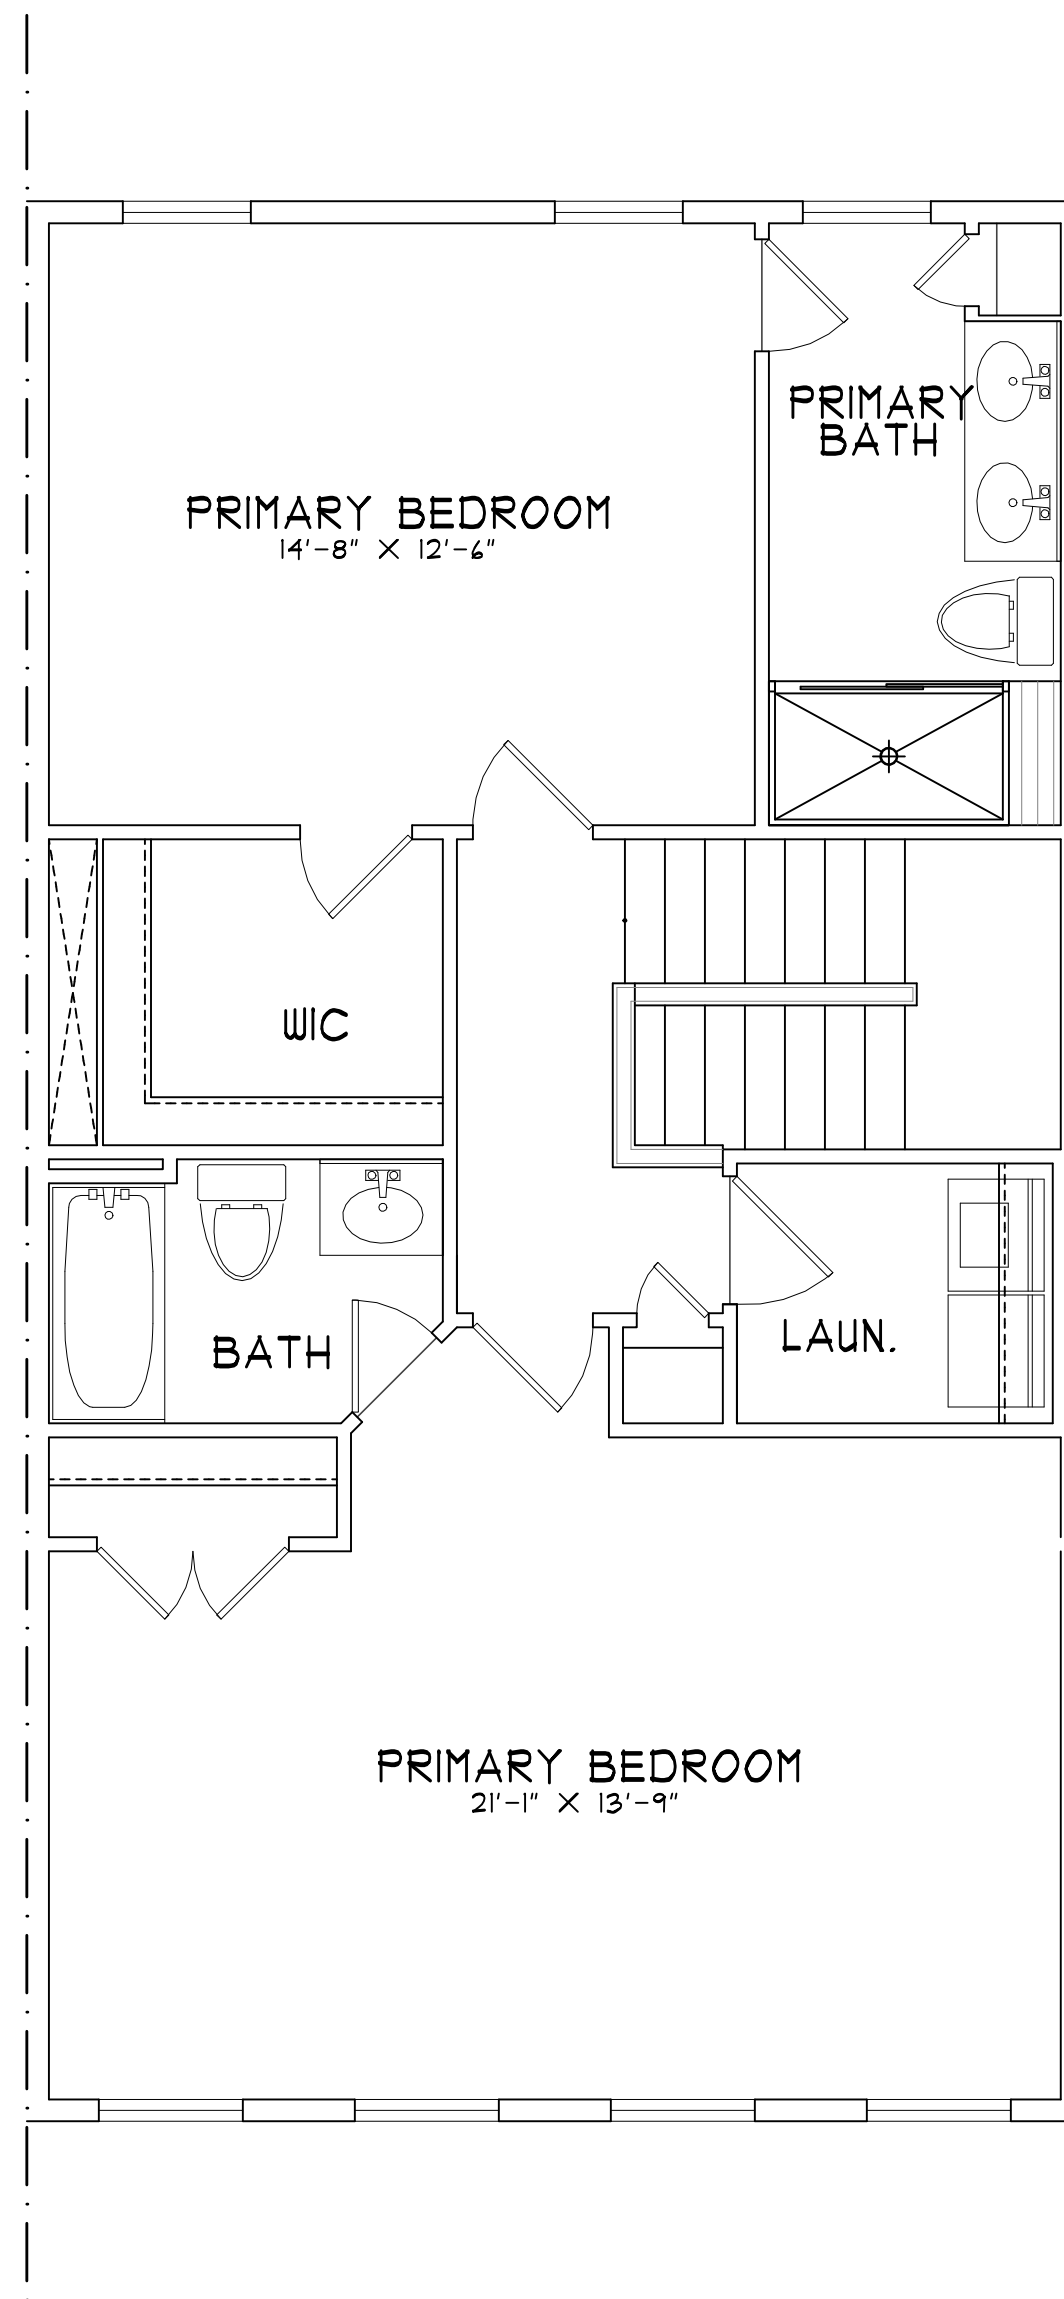 PRIMARY
BATH
PRIMARY BEDROOM
14'-8" X 12'-6"
WIC
BATH
LAUN.
PRIMARY BEDROOM
21'-1" X 13'-9"